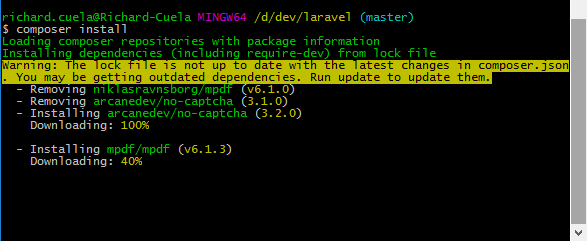 richard.cuela@Richard-Cuela MINGW64 /d/dev/laravel (master)
$ composer install
Loading composer repositories with package information
Installing dependencies (including require-dev) from lock file
Warning: The lock file is not up to date with the latest changes in composer.json
. You may be getting outdated dependencies. Run update to update them.
- Removing niklasravnsborg/mpdf (v6.1.0)
- Removing arcanedev/no-captcha (3.1.0)
- Installing arcanedev/no-captcha (3.2.0)
Downloading: 100%
- Installing mpdf/mpdf (v6.1.3)
Downloading: 40%